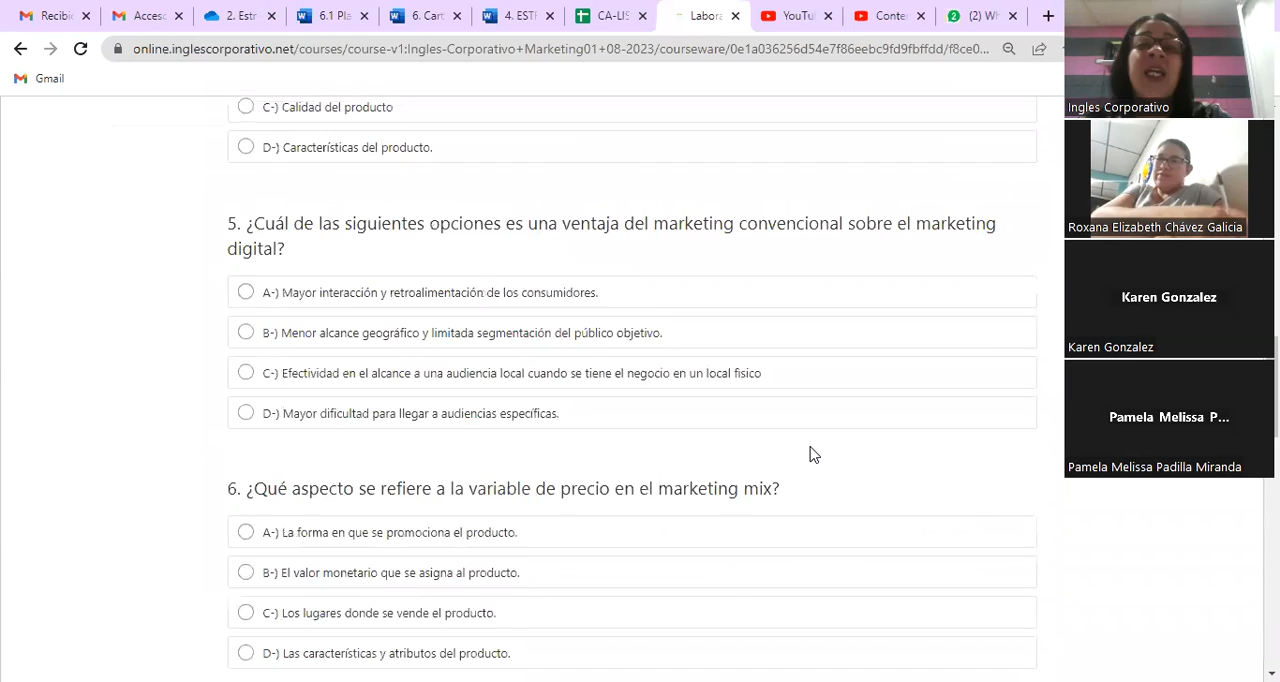 Recibi
Acceso
2. Est
6.1 Pla
6. Cart
4. ESTI
CA-LIS
Labora
YouTu
Conte
(2) Wh
online.inglescorporativo.net/courses/course-v1:Ingles-Corporativo+Marketing01+08-2023/courseware/0e1a036256d54e7f86eebc9fd9fbffdd/f8ce0...
Gmail
C-) Calidad del producto
D-) Características del producto.
5. ¿Cuál de las siguientes opciones es una ventaja del marketing convencional sobre el marketing
digital?
A-) Mayor interacción y retroalimentación de los consumidores.
B-) Menor alcance geográfico y limitada segmentación del público objetivo.
C-) Efectividad en el alcance a una audiencia local cuando se tiene el negocio en un local fisico
D-) Mayor dificultad para llegar a audiencias específicas.
6. ¿Qué aspecto se refiere a la variable de precio en el marketing mix?
A-) La forma en que se promociona el producto.
B-) El valor monetario que se asigna al producto.
C-) Los lugares donde se vende el producto.
D-) Las características y atributos del producto.
Ingles Corporativo
Roxana Elizabeth Chávez Galicia
Karen Gonzalez
Karen Gonzalez
Pamela Melissa P...
Pamela Melissa Padilla Miranda